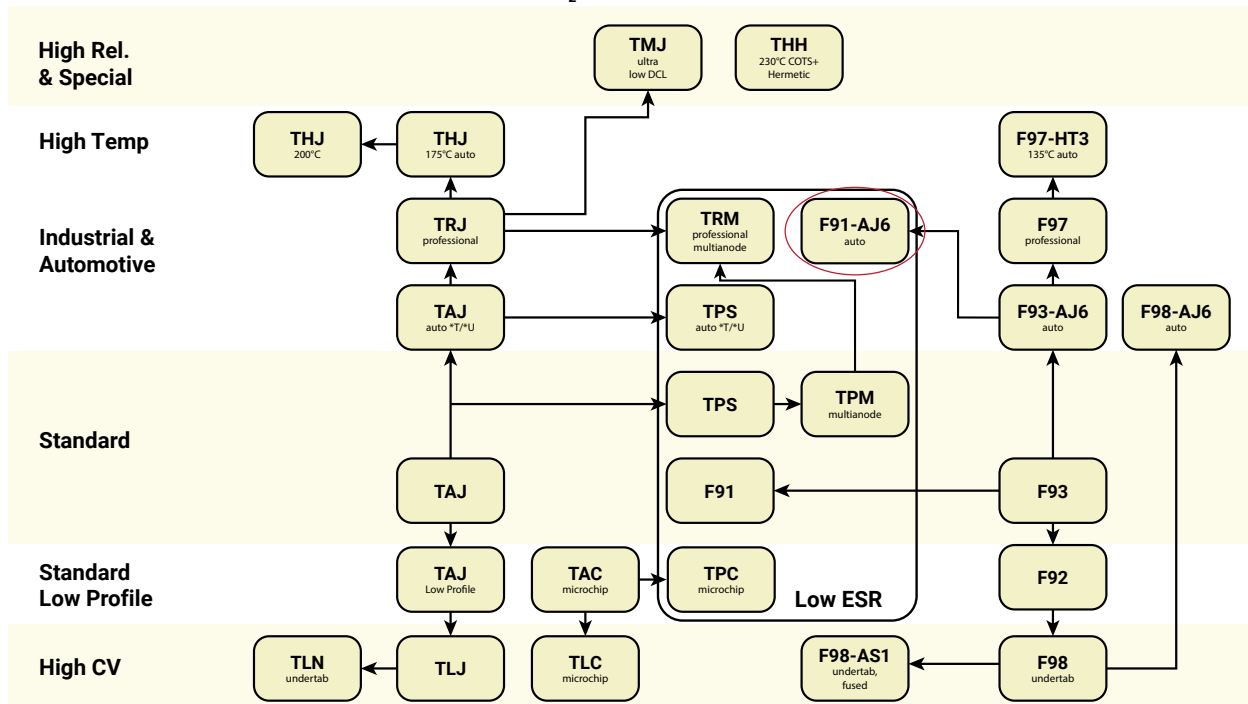 2
High Rel.
& Special
TMJ
ultra
low DCL
THH
230°C COTS+
Hermetic
High Temp
THJ
200°C
THJ
175°C auto
F97-HT3
135°C auto
Industrial &
Automotive
TRJ
professional
TRM
professional
multianode
F91-AJ6
auto
F97
professional
TAJ
auto *T/*U
TPS
auto *T/*U
F93-AJ6
auto
F98-AJ6
auto
Standard
TPS
TPM
multianode
TAJ
F91
F93
Standard
Low Profile
TAJ
Low Profile
TAC
microchip
TPC
microchip
Low ESR
F92
High CV
TLN
undertab
TLJ
TLC
microchip
F98-AS1
undertab,
fused
F98
undertab